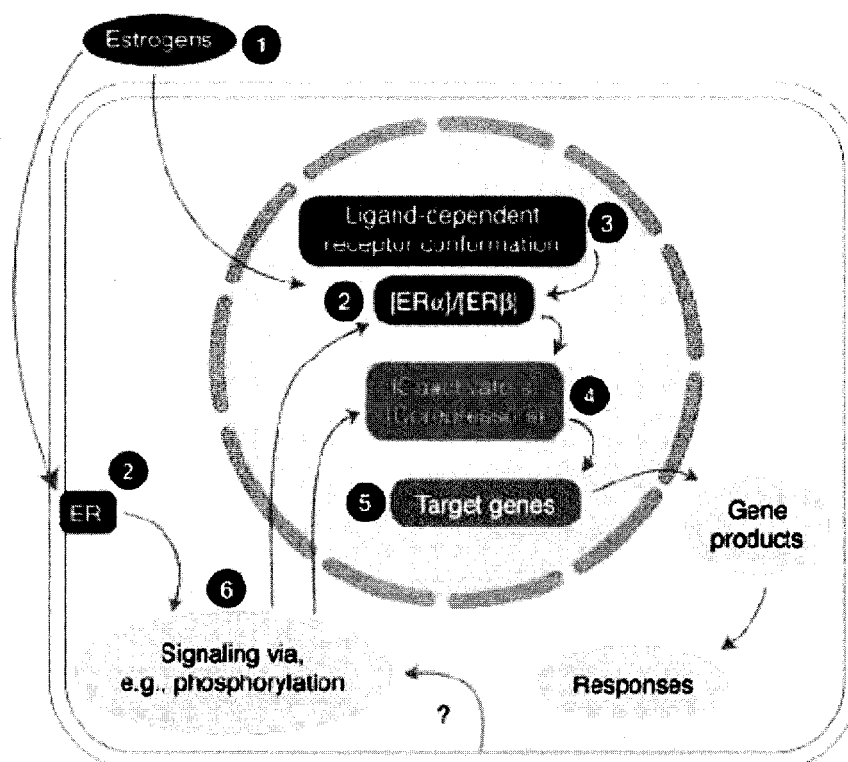 Estrogens
1
Ligand-cependent
receptor conformation
3
2
[ERα]/[ERβ]
4
2
ER
5
Target genes
Gene
products
6
Signaling via,
e.g., phosphorylation
Responses
?